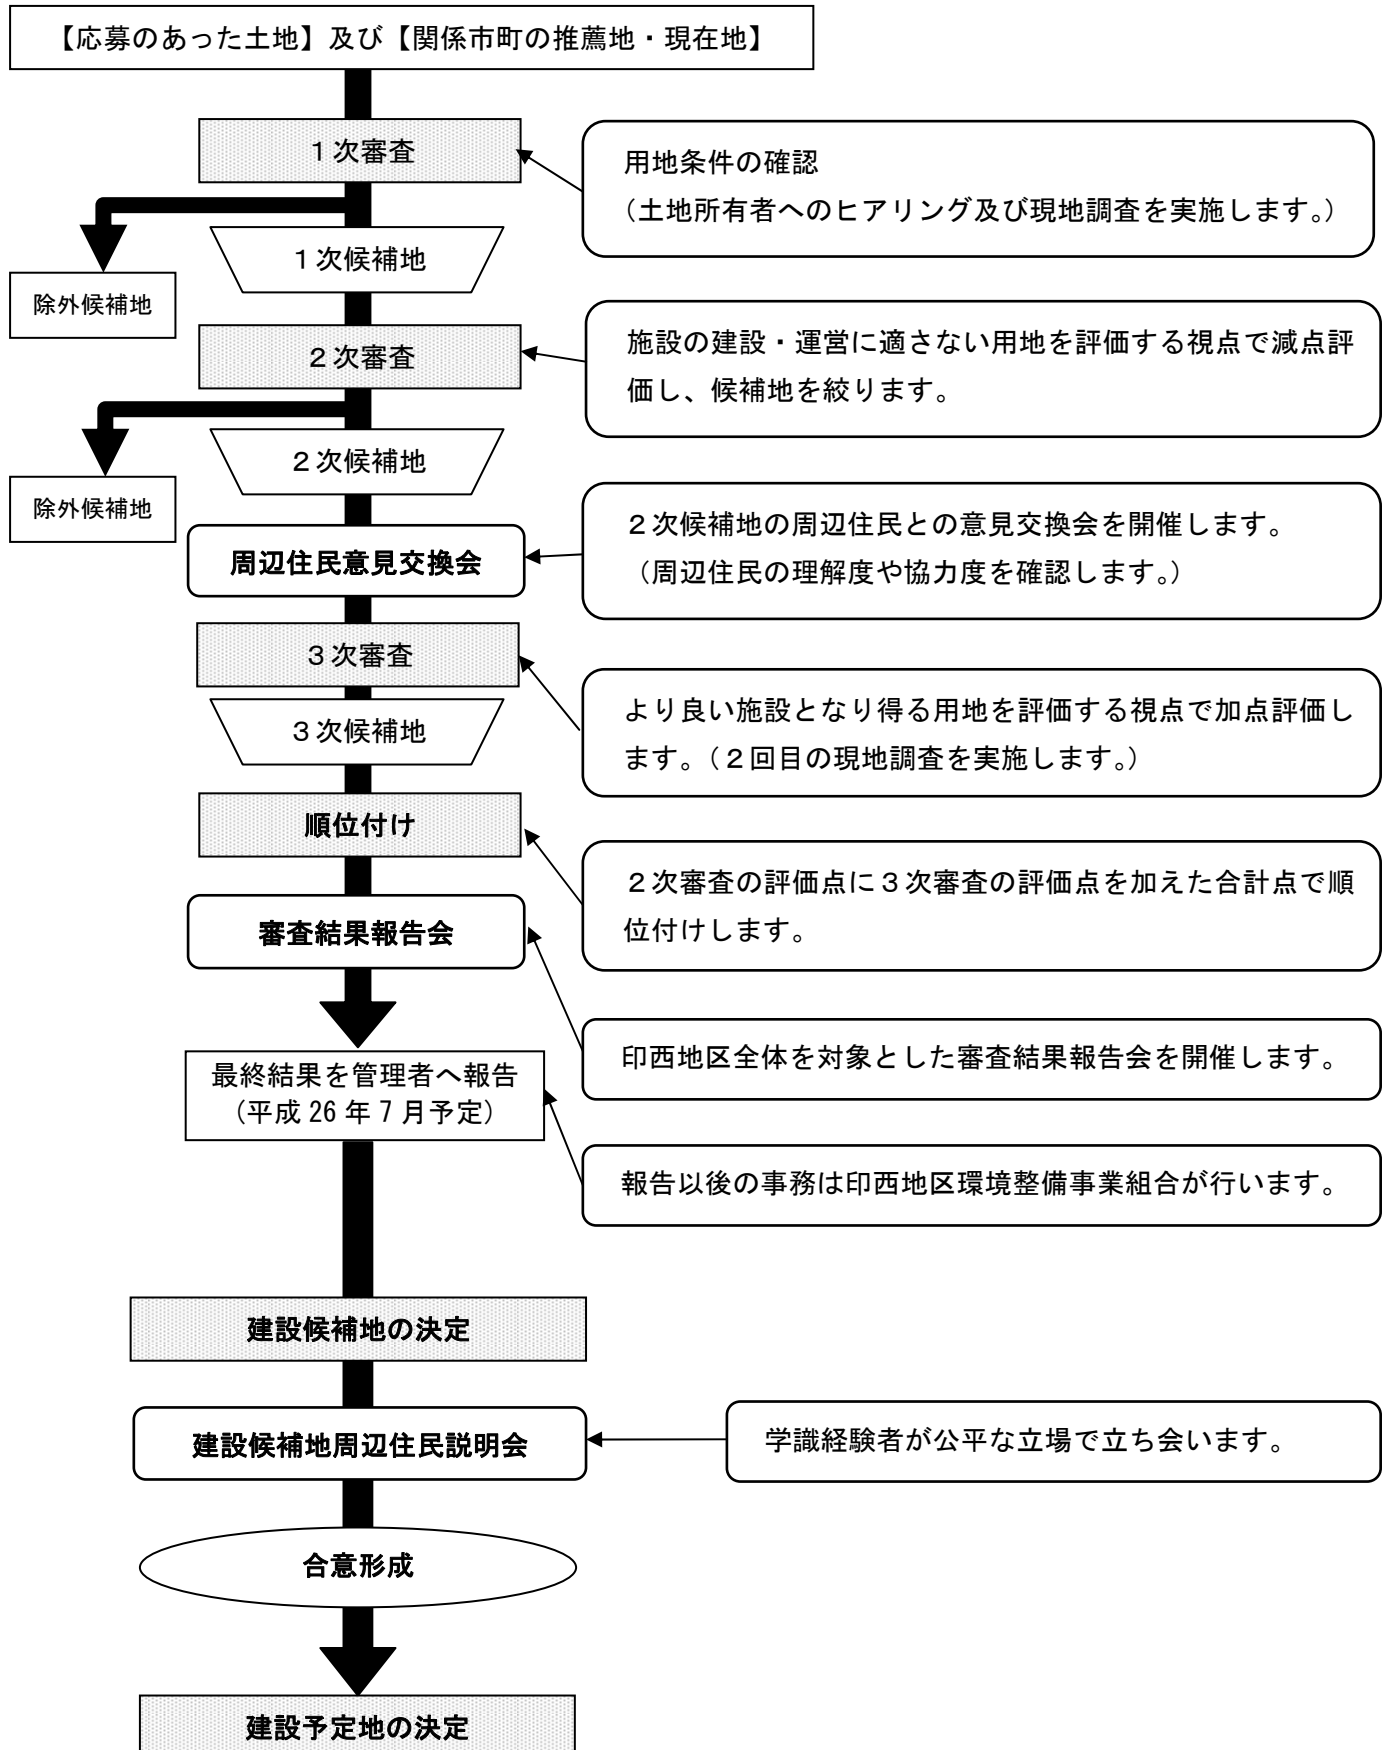 【応募のあった土地】及び【関係市町の推薦地・現在地】
１次審査
用地条件の確認
（土地所有者へのヒアリング及び現地調査を実施します。）
１次候補地
除外候補地
２次審査
施設の建設・運営に適さない用地を評価する視点で減点評
価し、候補地を絞ります。
２次候補地
除外候補地
２次候補地の周辺住民との意見交換会を開催します。
（周辺住民の理解度や協力度を確認します。）
周辺住民意見交換会
３次審査
３次候補地
より良い施設となり得る用地を評価する視点で加点評価し
ます。（２回目の現地調査を実施します。）
順位付け
２次審査の評価点に３次審査の評価点を加えた合計点で順
位付けします。
審査結果報告会
印西地区全体を対象とした審査結果報告会を開催します。
最終結果を管理者へ報告
（平成 26 年 7 月予定）
報告以後の事務は印西地区環境整備事業組合が行います。
建設候補地の決定
建設候補地周辺住民説明会
学識経験者が公平な立場で立ち会います。
合意形成
建設予定地の決定